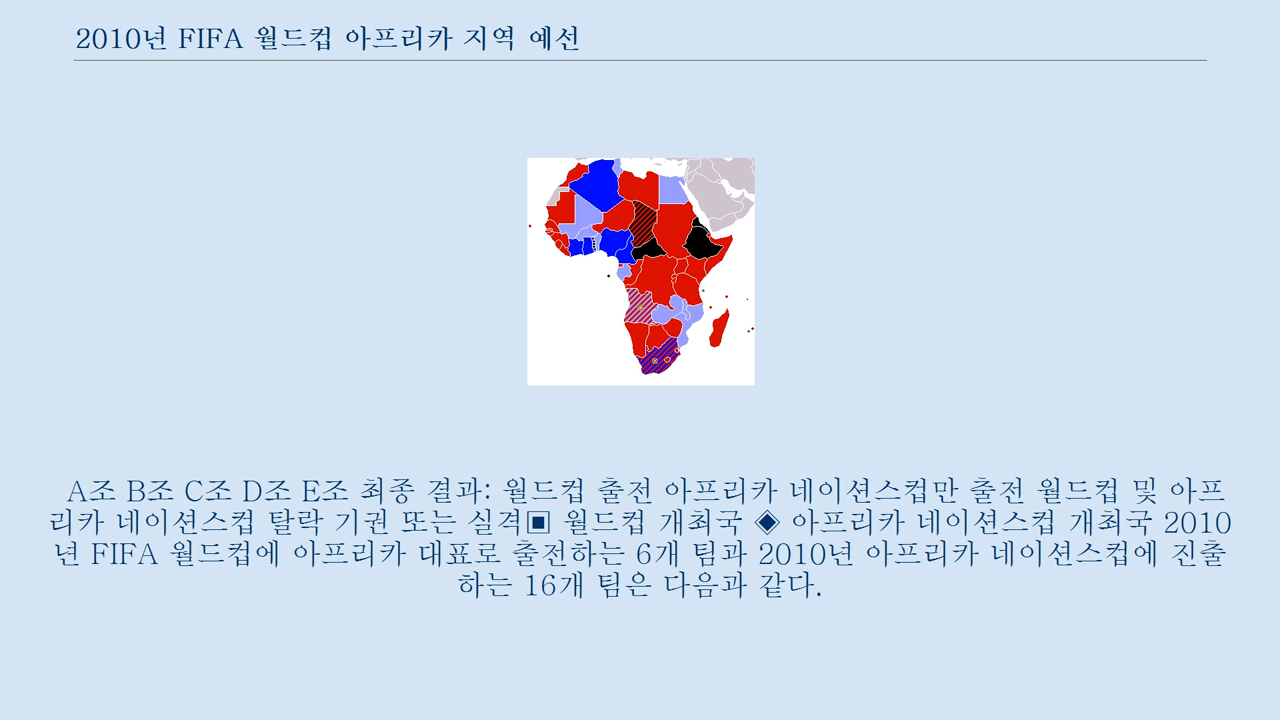 2010년 FIFA 월드컵 아프리카 지역 예선
A조 B조 C조 D조 E조 최종 결과: 월드컵 출전 아프리카 네이션스컵만 출전 월드컵 및 아프
리카 네이션스컵 탈락 기권 또는 실격▣ 월드컵 개최국 ◈ 아프리카 네이션스컵 개최국 2010
년 FIFA 월드컵에 아프리카 대표로 출전하는 6개 팀과 2010년 아프리카 네이션스컵에 진출
하는 16개 팀은 다음과 같다.